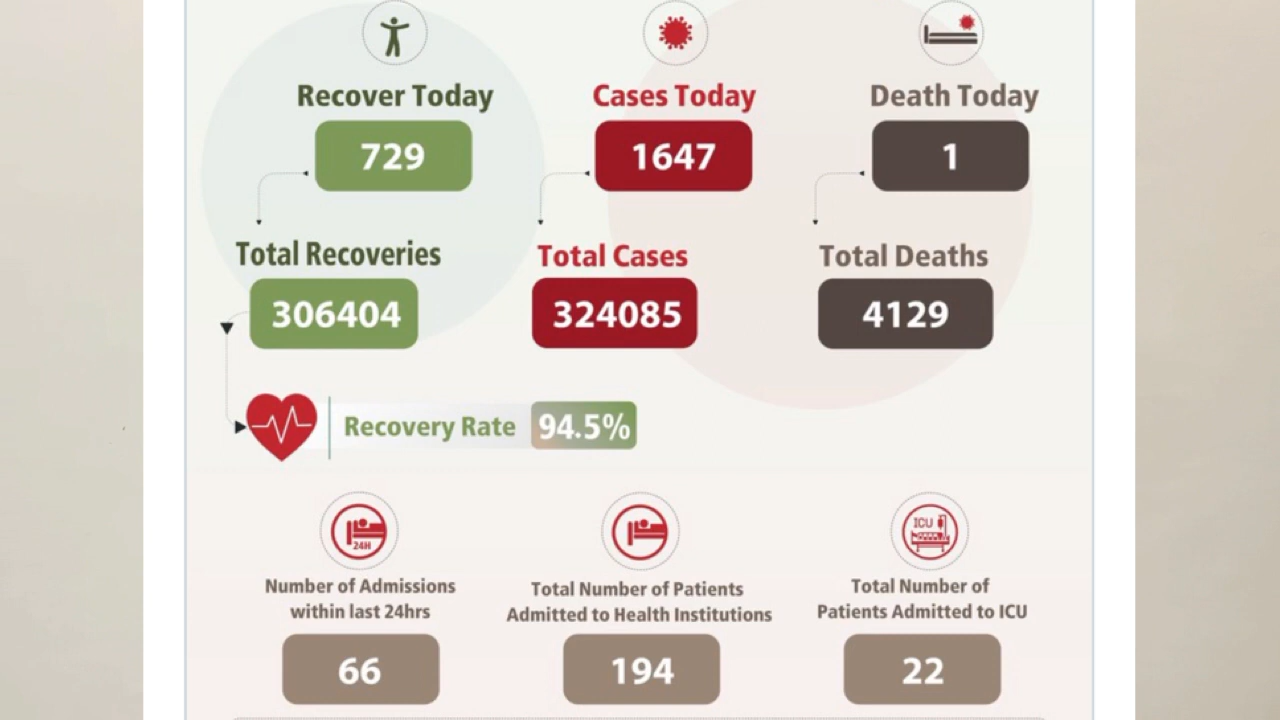 Recover Today
Cases Today
Death Today
729
1647
1
Total Recoveries
Total Cases
Total Deaths
306404
324085
4129
Recovery Rate 94.5%
24H
ICU
Number of Admissions
within last 24hrs
Total Number of Patients
Admitted to Health Institutions
Total Number of
Patients Admitted to ICU
66
194
22